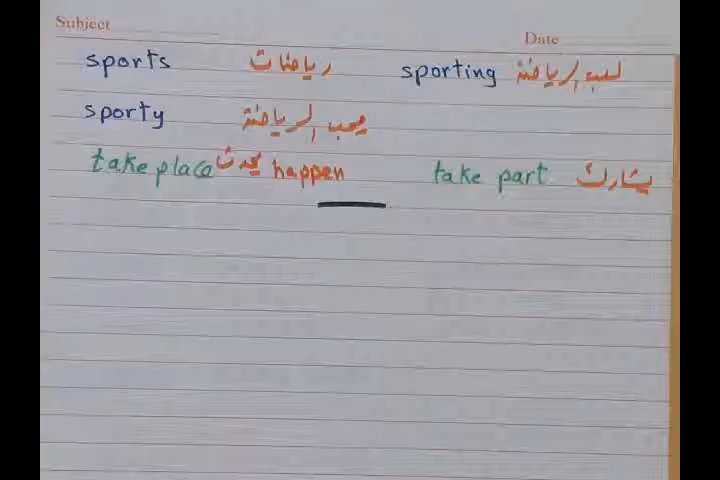 Subject
Date
sports رياضات sporting لعب الرياضة
sporty يحب الرياضة
take place يحدث happen take part يشارك